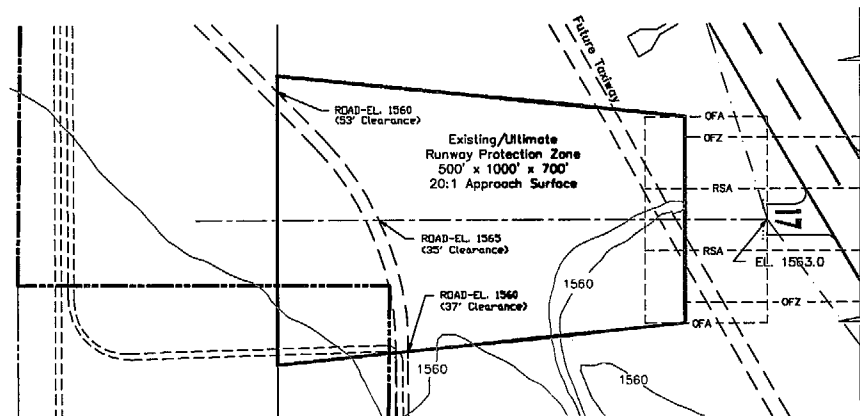 Future Taxiway
ROAD-EL. 1560
(53' Clearance)
Existing/Ultimate
Runway Protection Zone
500' x 1000' x 700'
20:1 Approach Surface
OFA
OFZ
RSA
17
ROAD-EL. 1565
(35' Clearance)
RSA
EL. 1563.0
1560
ROAD-EL. 1560
(37' Clearance)
OFZ
OFA
1560
1560